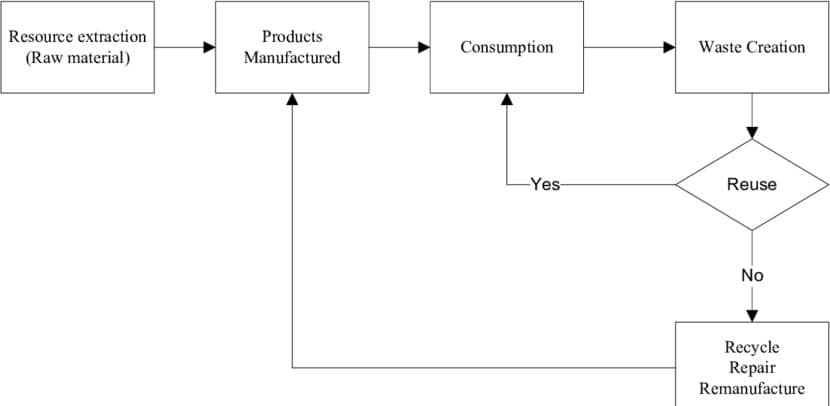 Resource extraction
(Raw material)
Products
Manufactured
Consumption
Waste Creation
Yes
Reuse
No
Recycle
Repair
Remanufacture